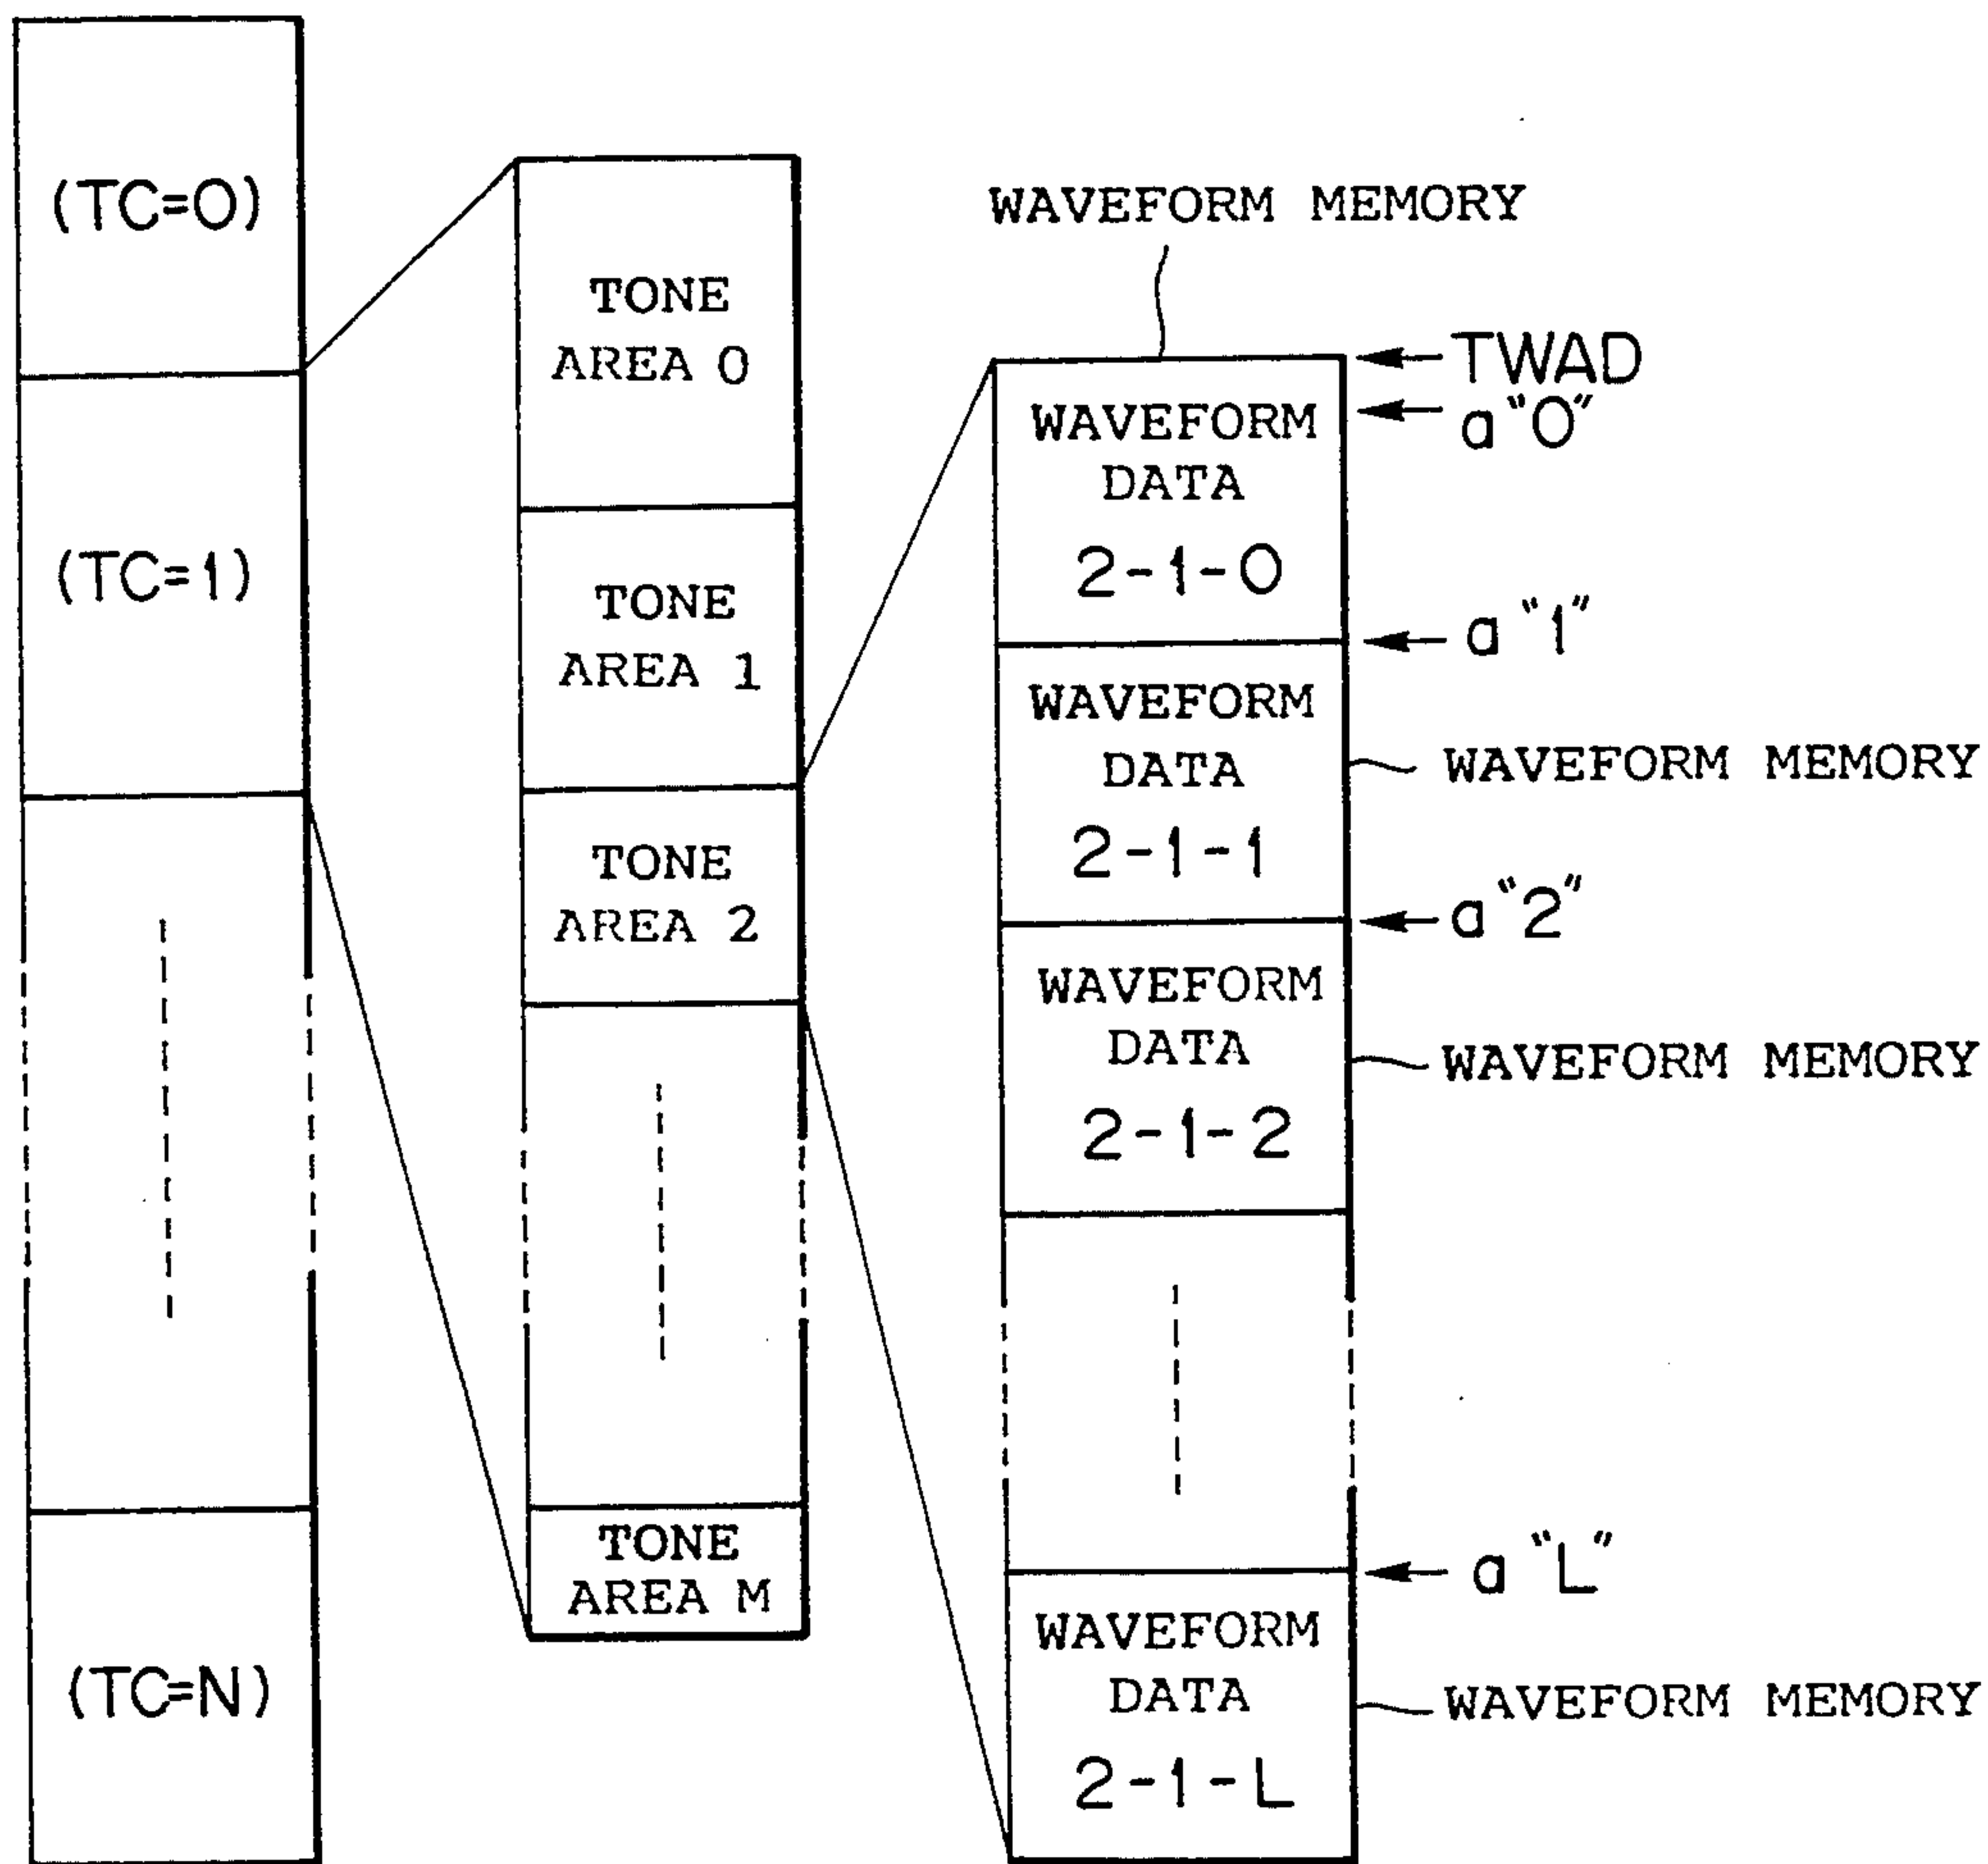 (TC=0)
(TC=1)
(TC=N)
TONE
AREA 0
TONE
AREA 1
TONE
AREA 2
TONE
AREA M
WAVEFORM MEMORY
WAVEFORM
DATA
2-1-0
WAVEFORM
DATA
2-1-1
WAVEFORM
DATA
2-1-2
WAVEFORM
DATA
2-1-L
TWAD
a "0"
a "1"
WAVEFORM MEMORY
a "2"
WAVEFORM MEMORY
a "L"
WAVEFORM MEMORY